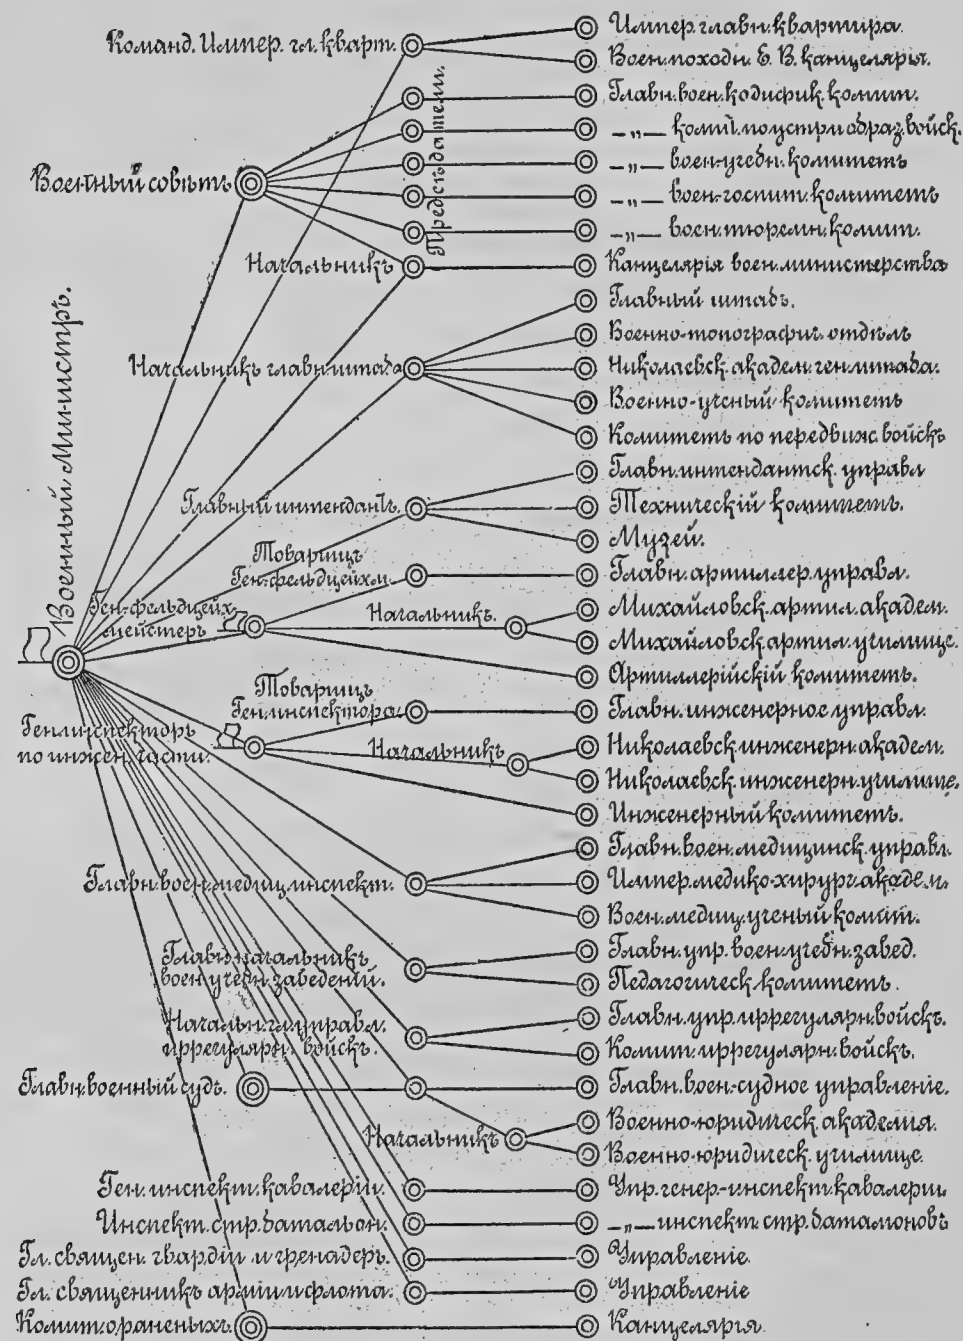 Команд. Импер. гл. кварт.
Импер. главн. квартира.
Воен. походн. Е. В. канцелярія.
Предсѣдатели.
Главн. воен. кодифик. комит.
Военный совѣтъ
—„— комит. по устр. и образ. войск.
—„— воен-учебн. комитетъ
—„— воен-госпит. комитетъ
—„— воен. тюремн. комит.
Начальникъ
Канцелярія воен. министерства
Военный Министръ.
Начальникъ главн. штаба
Главный штабъ.
Военно-топографич. отдѣлъ
Николаевск. академ. ген. штаба.
Военно-ученый комитетъ
Комитетъ по передвиж. войскъ
Главный интендантъ.
Главн. интендантск. управл
Техническій комитетъ.
Музей.
Товарищъ
Ген-фельдцейхм.
Главн. артиллер. управл.
Ген-фельдцейх-
мейстеръ
Начальникъ.
Михайловск. артил. академ.
Михайловск. артил. училище.
Артиллерійскій комитетъ.
Товарищъ
Ген. инспектора
Главн. инженерное управл.
Ген. инспекторъ
по инжен. части.
Начальникъ
Николаевск. инженерн. академ.
Николаевск. инженерн. училище.
Инженерный комитетъ.
Главн. воен. медиц. инспект.
Главн. воен. медицинск. управл.
Импер. медико-хирург. академ.
Воен. медиц. ученый комит.
Главн. начальникъ
воен. учебн. заведеній.
Главн. упр. воен. учебн. завед.
Педагогическ. комитетъ.
Начальн. гл. управл.
иррегулярн. войскъ.
Главн. упр. иррегулярн. войскъ.
Комит. иррегулярн. войскъ.
Главн. военный судъ.
Главн. воен-судное управленіе.
Начальникъ
Военно-юридическ. академия.
Военно-юридическ. училище.
Ген. инспект. кавалеріи.
Упр. генер-инспект. кавалеріи
Инспект. стр. батальон.
—„— инспект. стр. баталіоновъ
Гл. священ. гвардіи и гренадеръ.
Управленіе.
Гл. священникъ арміи и флота.
Управленіе
Комит. о раненыхъ.
Канцелярія.